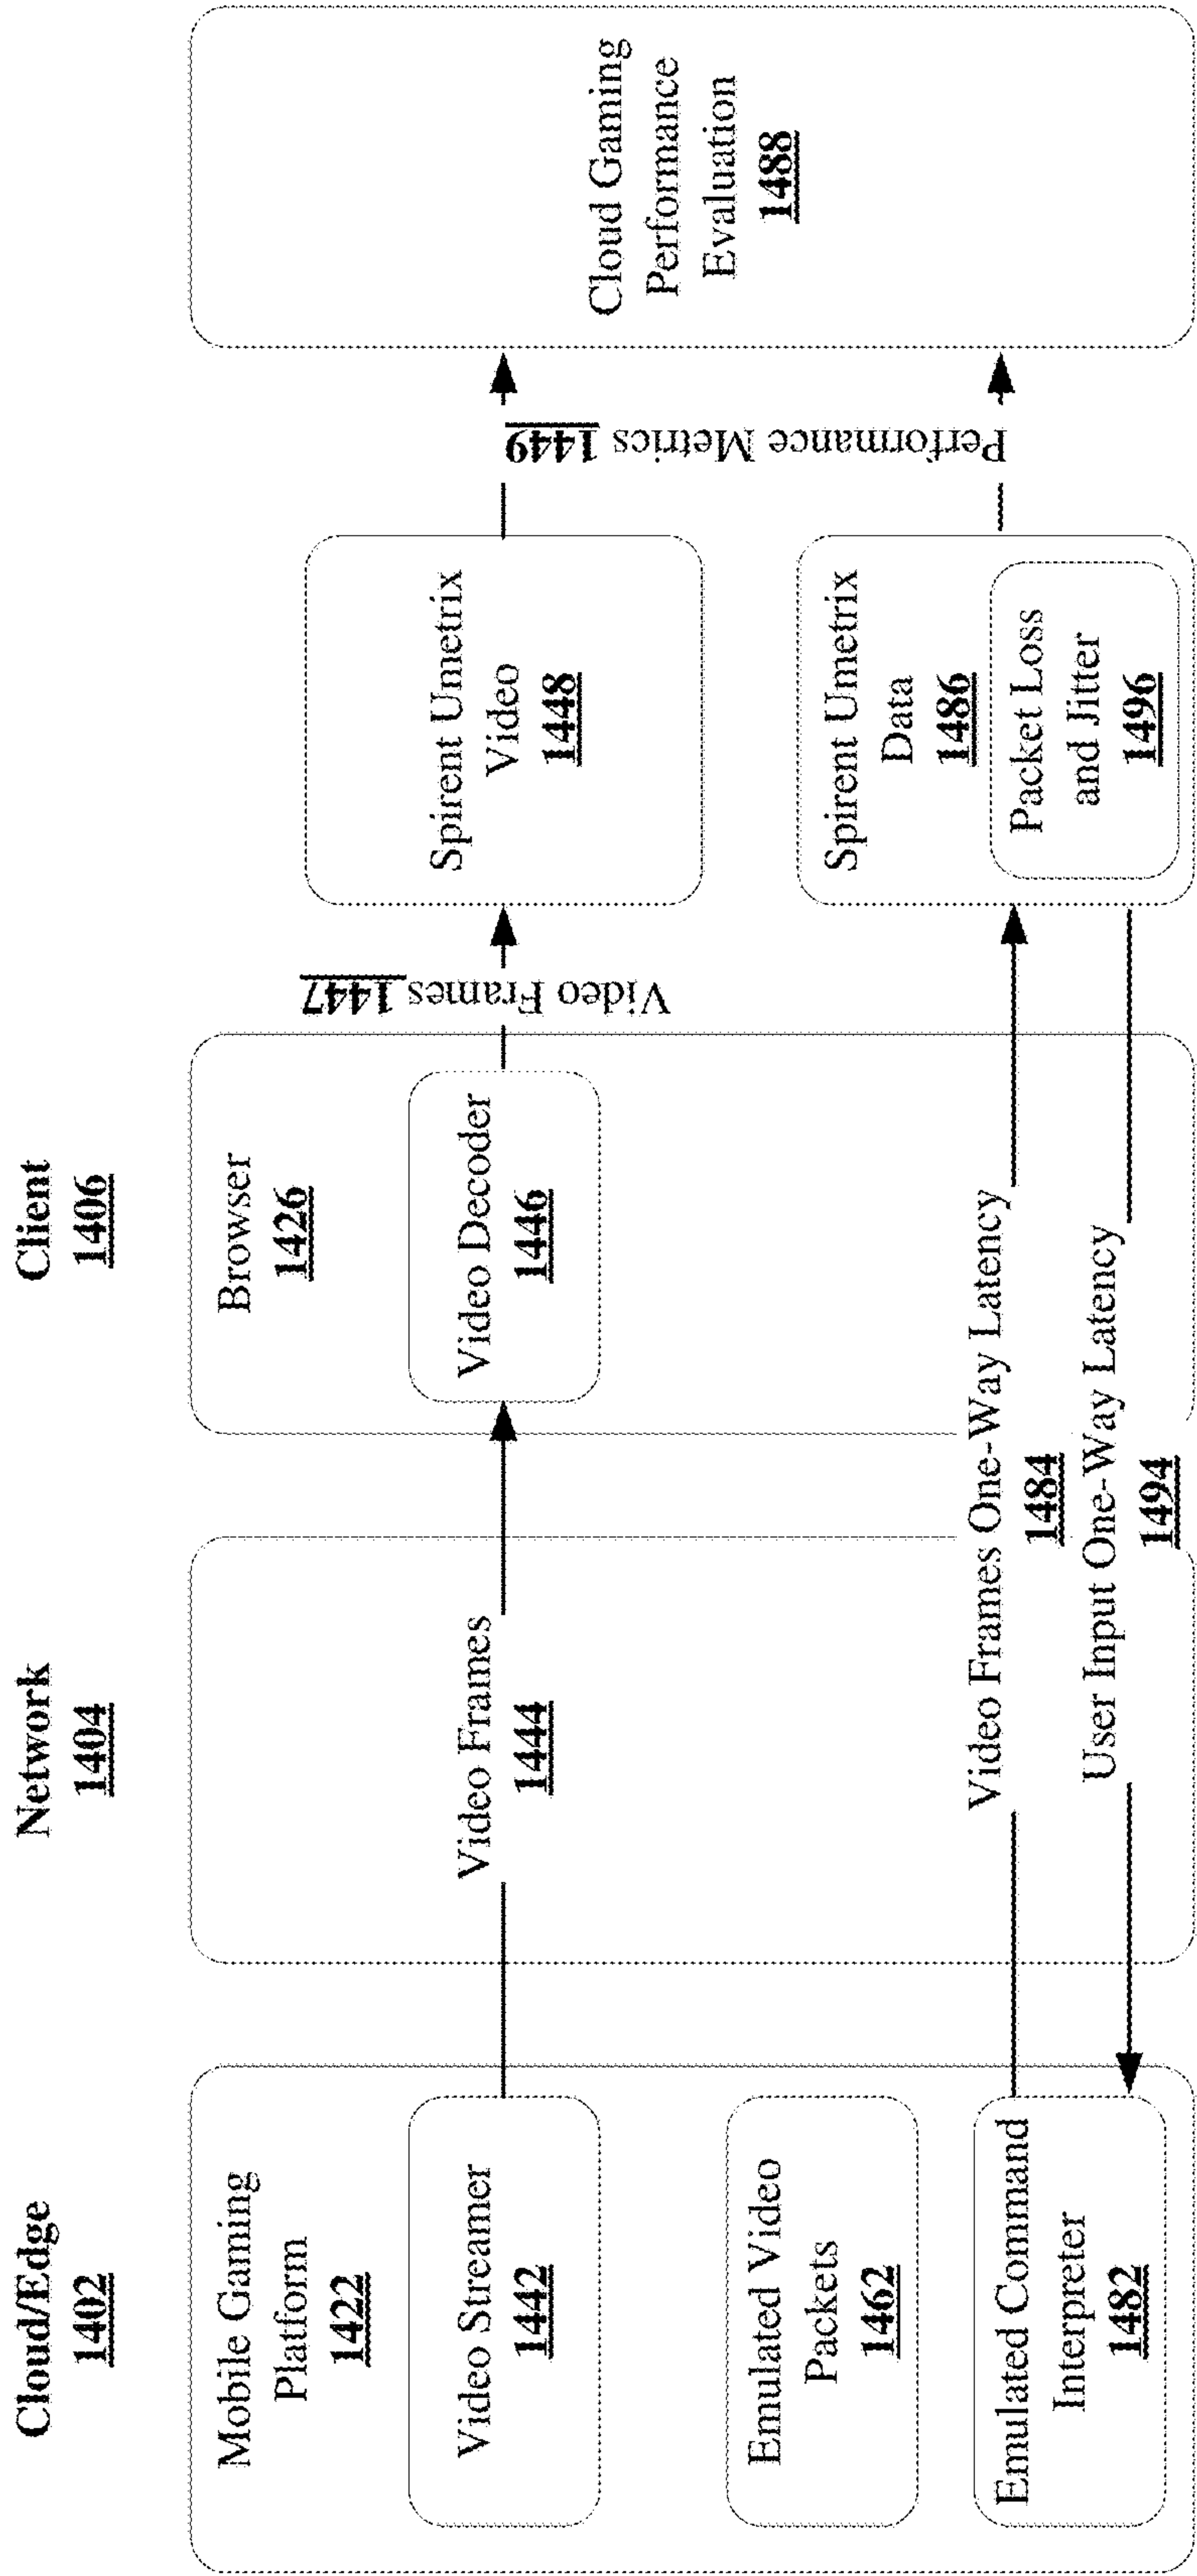 Cloud/Edge
1402
Network
1404
Client
1406
Mobile Gaming
Platform
1422
Video Streamer
1442
Emulated Video
Packets
1462
Emulated Command
Interpreter
1482
Video Frames
1444
Browser
1426
Video Decoder
1446
Video Frames One-Way Latency
1484
User Input One-Way Latency
1494
Video Frames 1447
Spirent Umetrix
Video
1448
Spirent Umetrix
Data
1486
Packet Loss
and Jitter
1496
Performance Metrics 1449
Cloud Gaming
Performance
Evaluation
1488